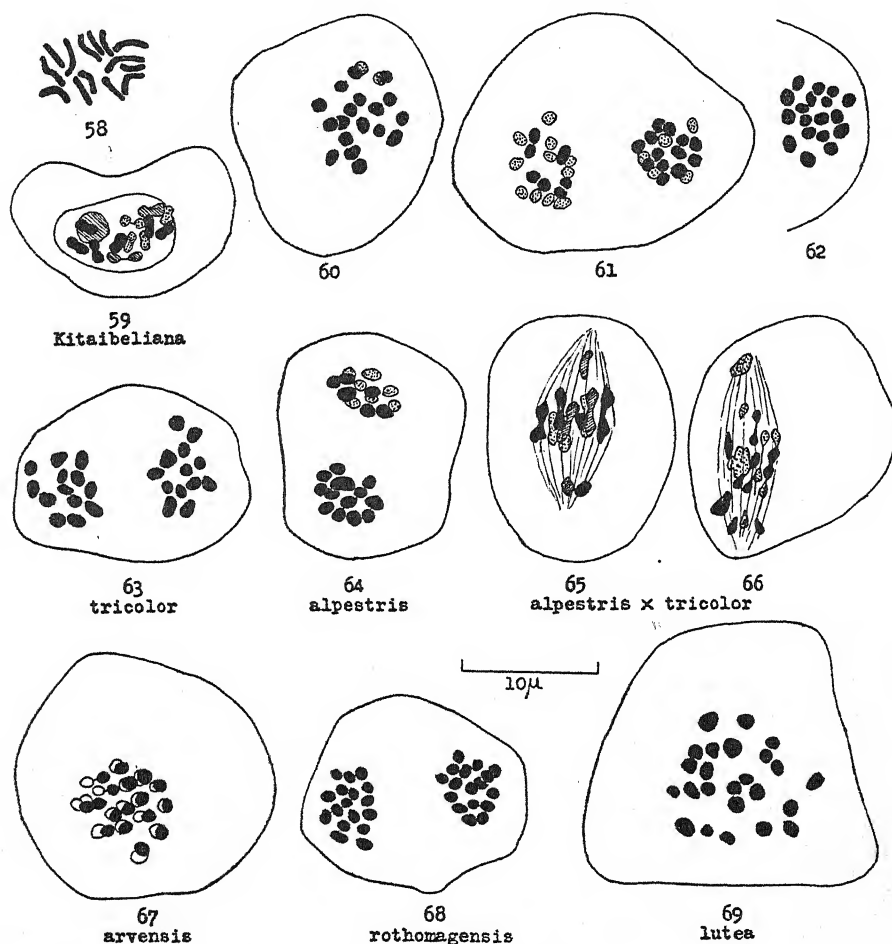 58
59
Kitaibeliana
60
61
62
63
tricolor
64
alpestris
65
66
alpestris x tricolor
10µ
67
arvensis
68
rothomagensis
69
lutea